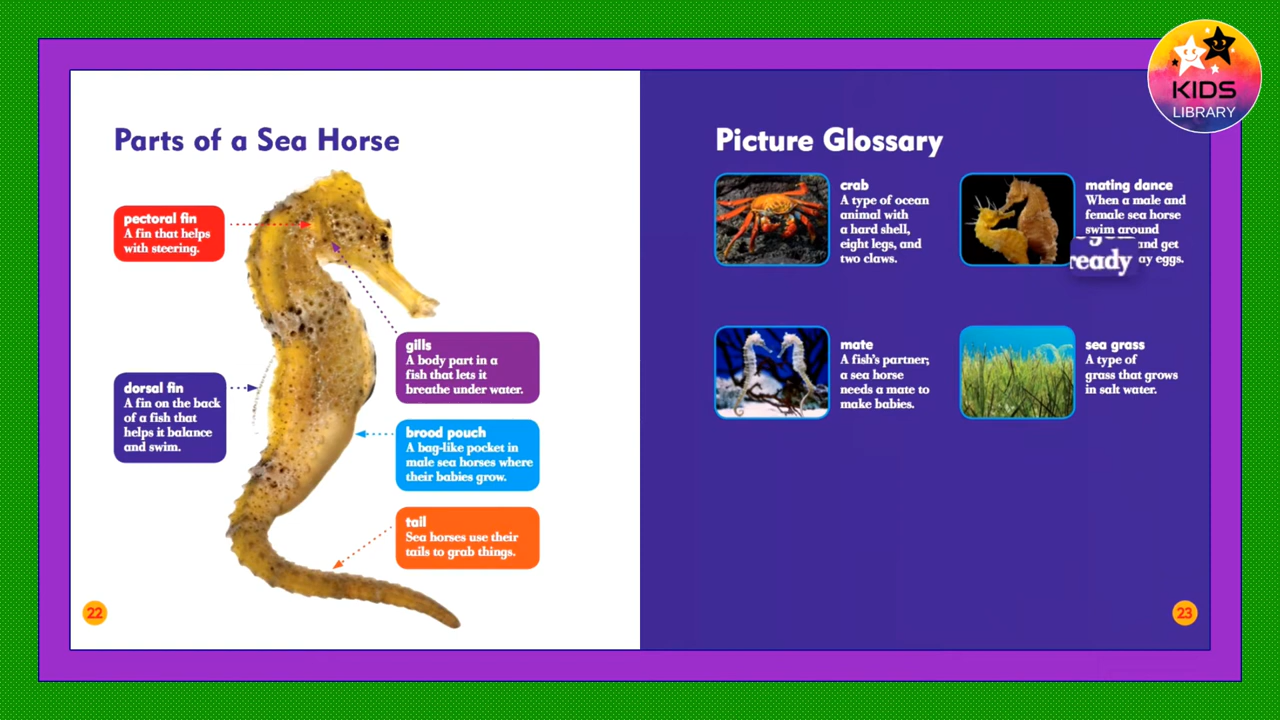 KIDS
LIBRARY
Parts of a Sea Horse
pectoral fin
A fin that helps
with steering.
gills
A body part in a
fish that lets it
breathe under water.
dorsal fin
A fin on the back
of a fish that
helps it balance
and swim.
brood pouch
A bag-like pocket in
male sea horses where
their babies grow.
tail
Sea horses use their
tails to grab things.
22
Picture Glossary
crab
A type of ocean
animal with
a hard shell,
eight legs, and
two claws.
mating dance
When a male and
female sea horse
swim around
and get
ready eggs.
mate
A fish's partner;
a sea horse
needs a mate to
make babies.
sea grass
A type of
grass that grows
in salt water.
23